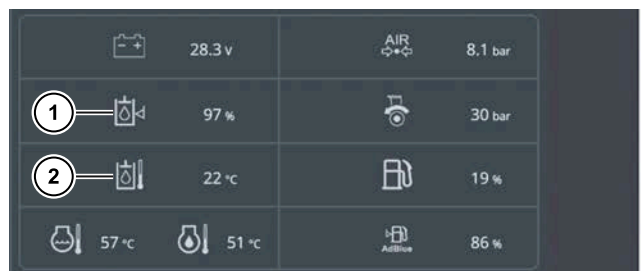 28.3 v AIR 8.1 bar
1 97 % 30 bar
2 22 °C 19 %
57 °C 51 °C AdBlue 86 %